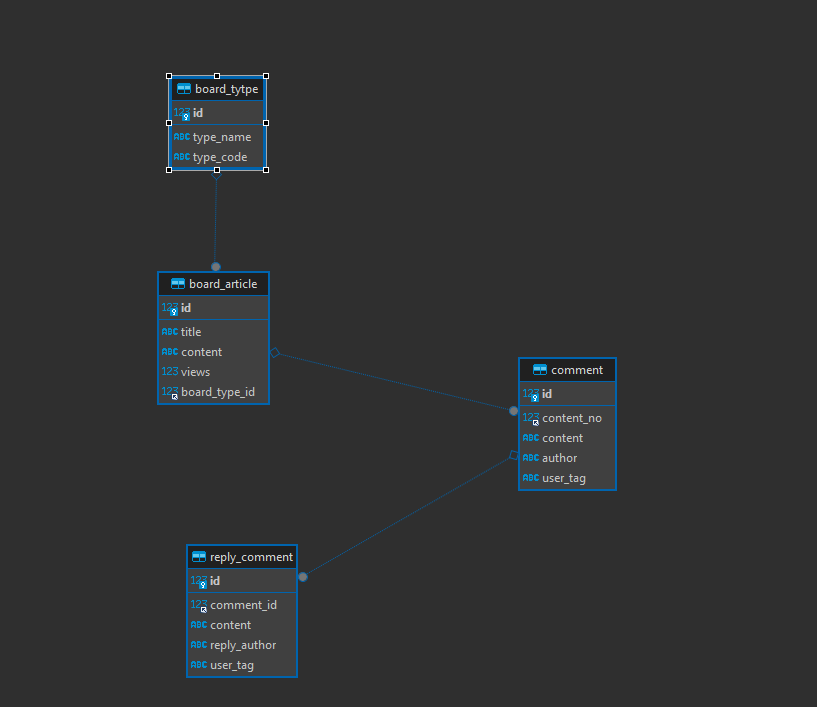 board_tytpe
123 id
ABC type_name
ABC type_code
board_article
123 id
ABC title
ABC content
123 views
123 board_type_id
comment
123 id
123 content_no
ABC content
ABC author
ABC user_tag
reply_comment
123 id
123 comment_id
ABC content
ABC reply_author
ABC user_tag